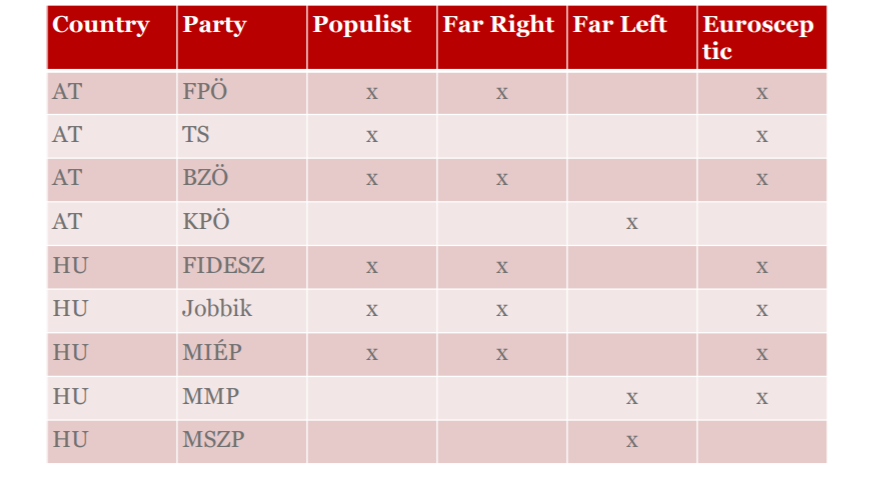 Country Party Populist Far Right Far Left Euroscep
tic
AT FPÖ x x x
AT TS x x
AT BZÖ x x x
AT KPÖ x
HU FIDESZ x x x
HU Jobbik x x x
HU MIÉP x x x
HU MMP x x
HU MSZP x